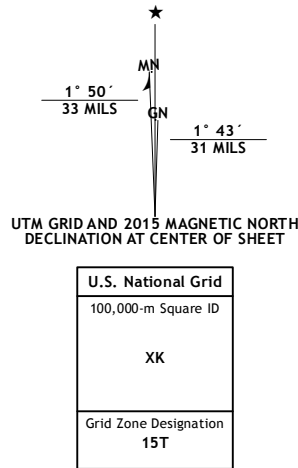 MN
1° 50´
33 MILS
GN
1° 43´
31 MILS
UTM GRID AND 2015 MAGNETIC NORTH
DECLINATION AT CENTER OF SHEET
U.S. National Grid
100,000-m Square ID
XK
Grid Zone Designation
15T